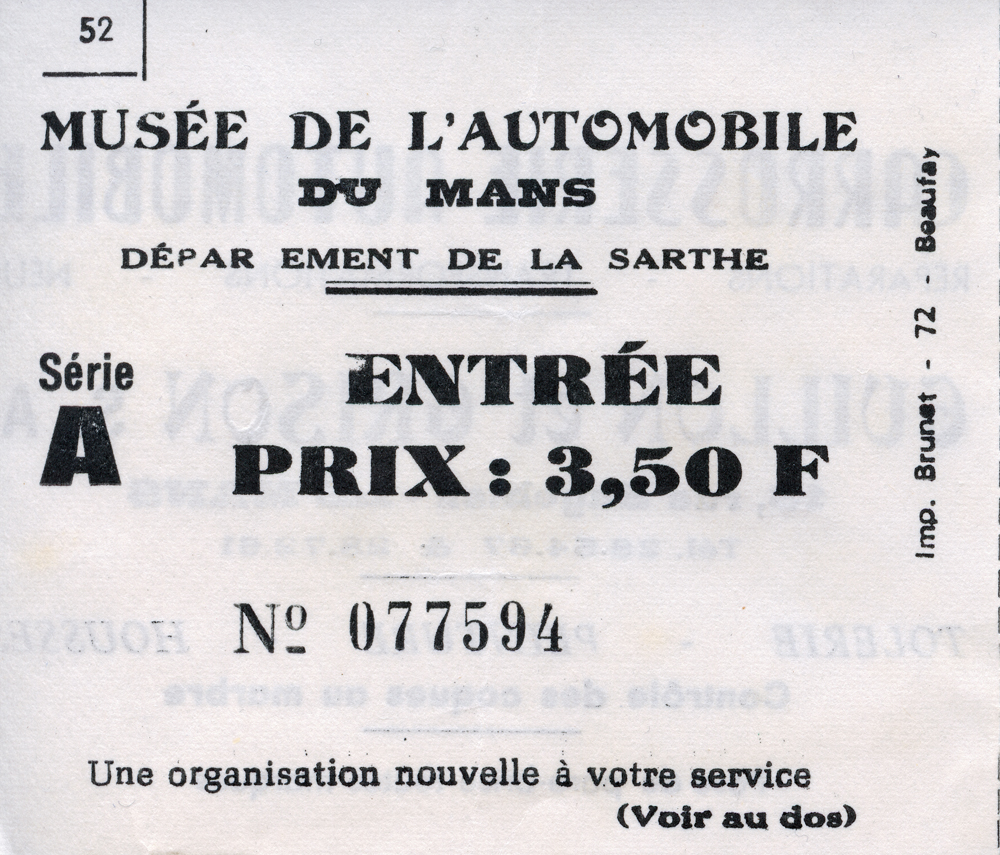 52
MUSÉE DE L'AUTOMOBILE
DU MANS
DÉPAR EMENT DE LA SARTHE
Série
A
ENTRÉE
PRIX : 3,50 F
Nº 077594
Une organisation nouvelle à votre service
(Voir au dos)
Imp. Brunet - 72 - Beaufay